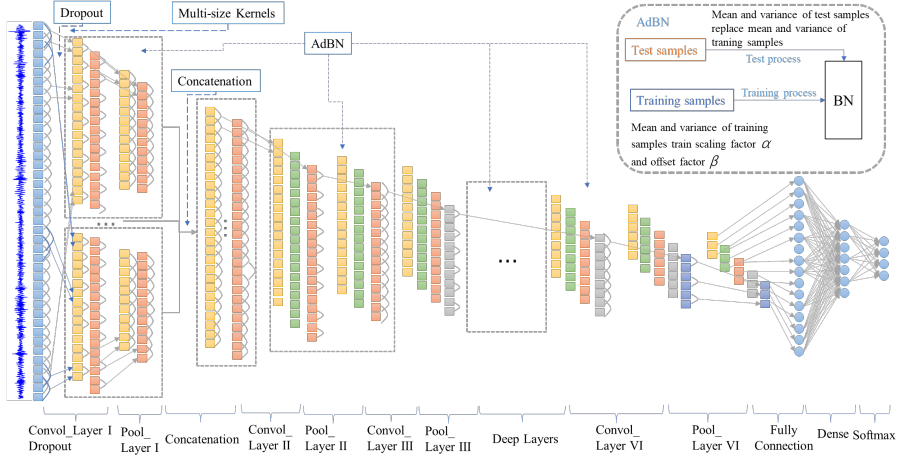 Dropout
Multi-size Kernels
AdBN
Concatenation
AdBN
Mean and variance of test samples
replace mean and variance of
traning samples
Test samples
Test process
Training samples
Training process
BN
Mean and variance of training
samples train scaling factor α
and offset factor β
...
...
Convol_Layer I
Dropout
Pool_
Layer I
Concatenation
Convol_
Layer II
Pool_
Layer II
Convol_
Layer III
Pool_
Layer III
Deep Layers
Convol_
Layer VI
Pool_
Layer VI
Fully
Connection
Dense
Softmax